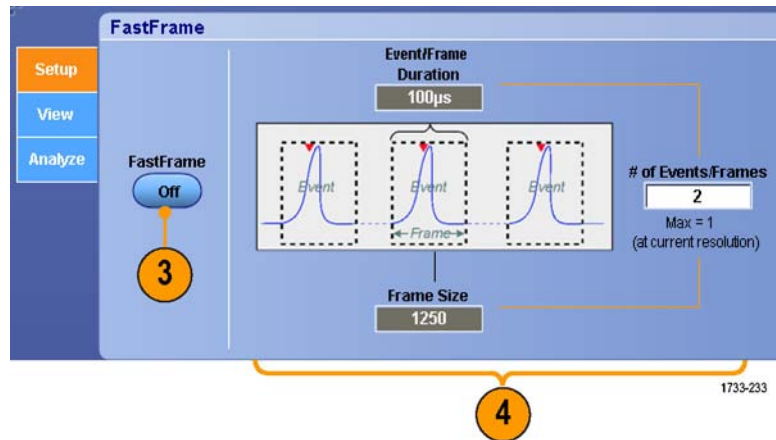 FastFrame
Setup
View
Analyze
FastFrame
Off
3
Event/Frame
Duration
100µs
Event
Event
Event
Frame
Frame Size
1250
# of Events/Frames
2
Max = 1
(at current resolution)
4
1733-233